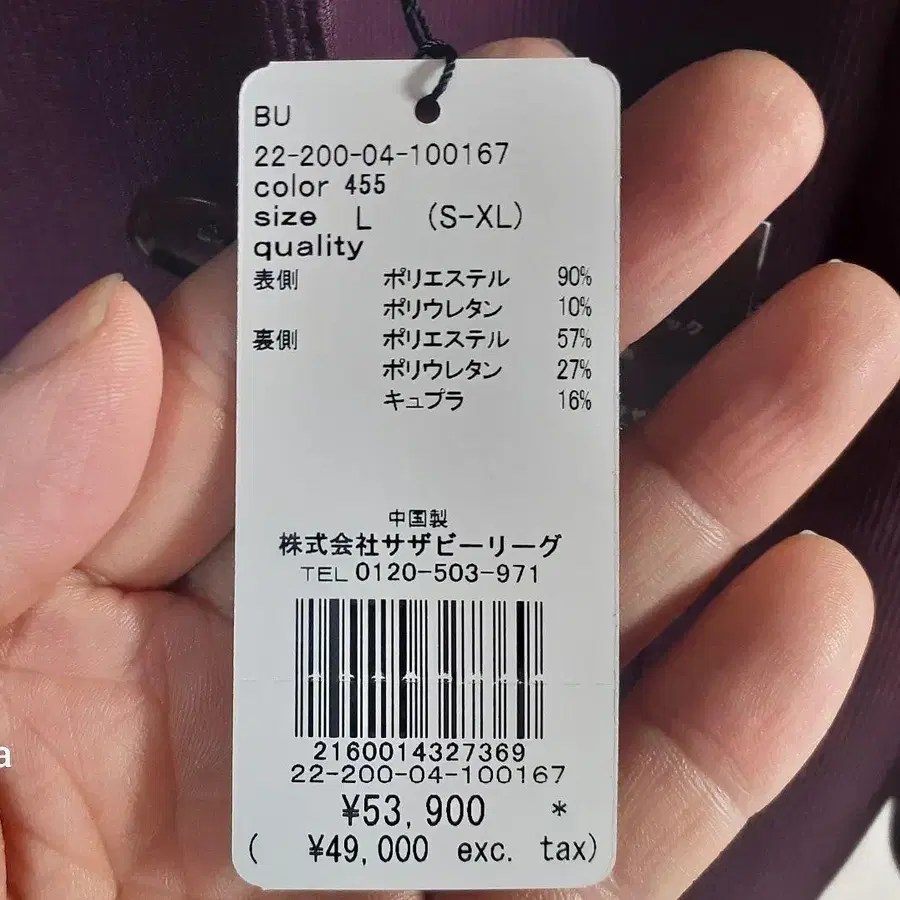 BU
22-200-04-100167
color 455
size L (S-XL)
quality
表側 ポリエステル 90%
ポリウレタン 10%
裏側 ポリエステル 57%
ポリウレタン 27%
キュプラ 16%
中国製
株式会社サザビーリーグ
TEL 0120-503-971
2160014327369
22-200-04-100167
¥53,900 *
( ¥49,000 exc. tax)
ック
a